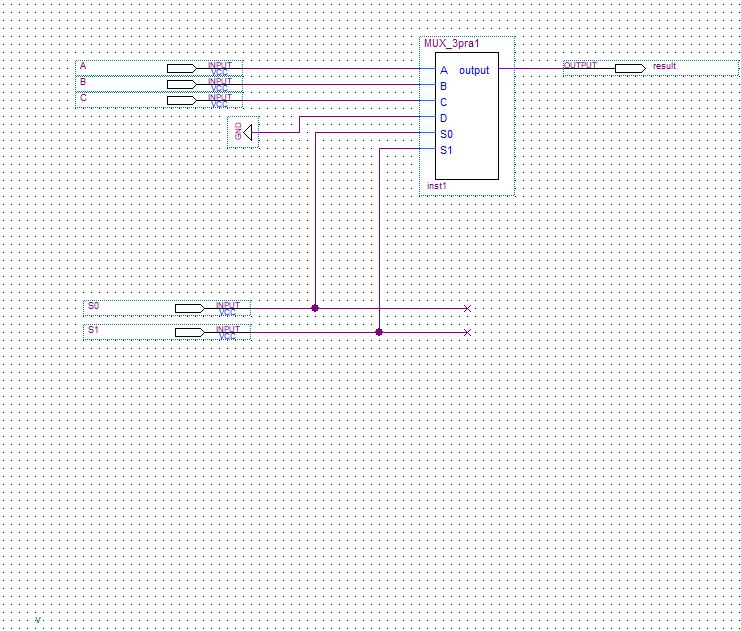 MUX_3pra1
A INPUT
VCC
B INPUT
VCC
C INPUT
VCC
GND
A output
B
C
D
S0
S1
inst1
OUTPUT result
S0 INPUT
VCC
S1 INPUT
VCC
V